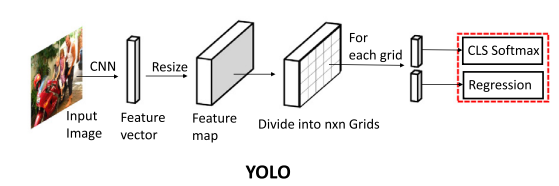 CNN
Resize
For
each grid
CLS Softmax
Regression
Input
Image
Feature
vector
Feature
map
Divide into nxn Grids
YOLO